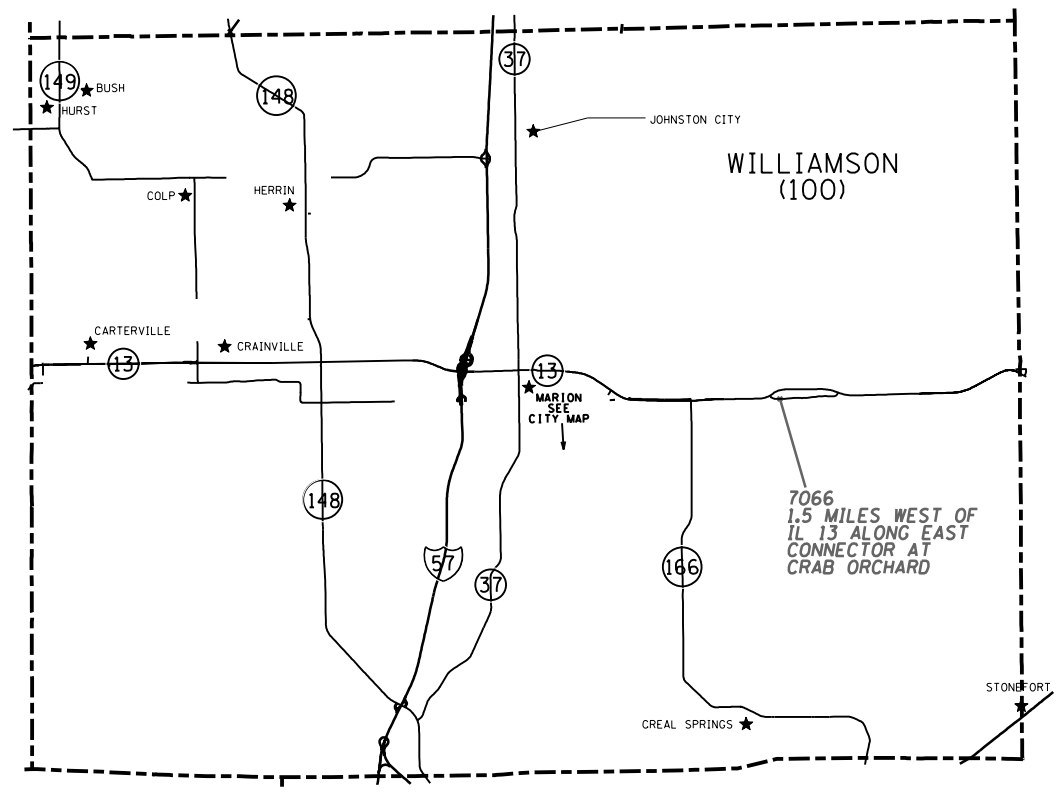 37
149
BUSH
148
HURST
JOHNSTON CITY
WILLIAMSON
(100)
COLP
HERRIN
CARTERVILLE
13
CRAINVILLE
13
MARION
SEE
CITY MAP
148
7066
1.5 MILES WEST OF
IL 13 ALONG EAST
CONNECTOR AT
CRAB ORCHARD
57
166
37
STONEFORT
CREAL SPRINGS